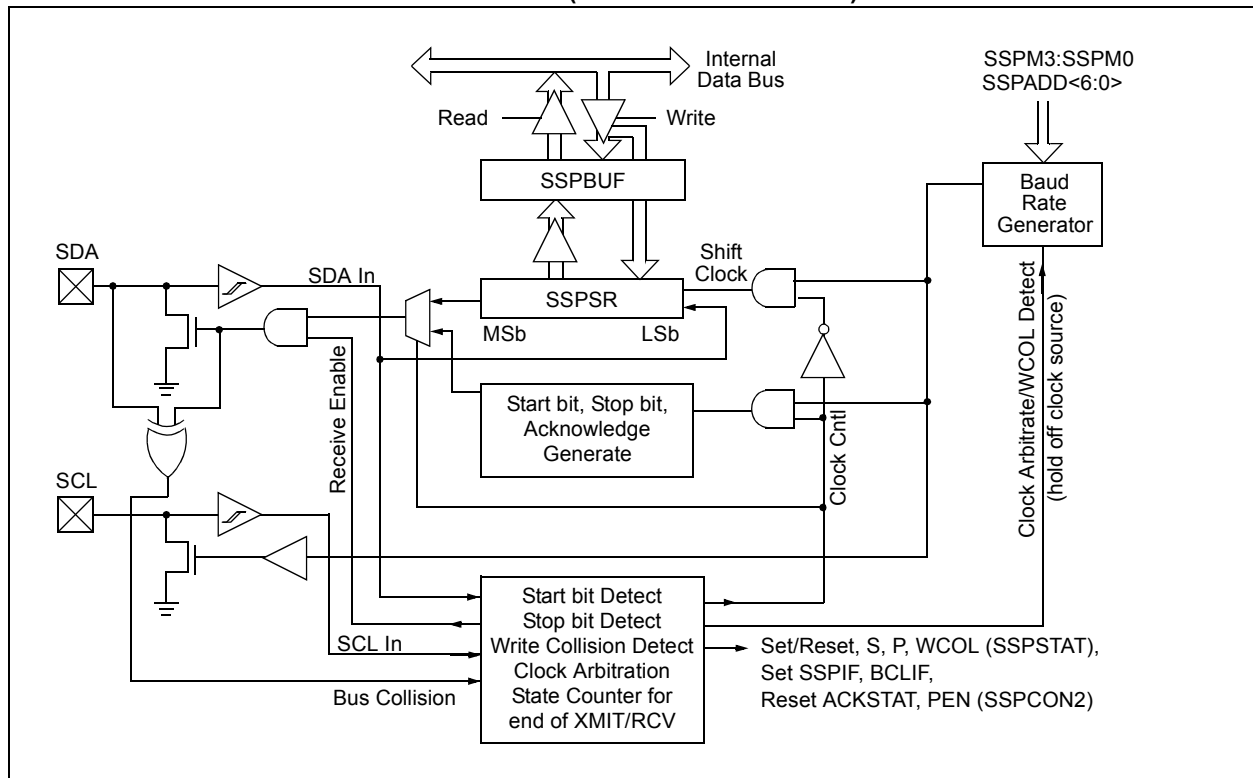 Internal
Data Bus
SSPM3:SSPM0
SSPADD<6:0>
Read
Write
SSPBUF
Baud
Rate
Generator
SDA
SDA In
Shift
Clock
SSPSR
MSb
LSb
Receive Enable
Start bit, Stop bit,
Acknowledge
Generate
Clock Cntl
Clock Arbitrate/WCOL Detect
(hold off clock source)
SCL
SCL In
Bus Collision
Start bit Detect
Stop bit Detect
Write Collision Detect
Clock Arbitration
State Counter for
end of XMIT/RCV
Set/Reset, S, P, WCOL (SSPSTAT),
Set SSPIF, BCLIF,
Reset ACKSTAT, PEN (SSPCON2)